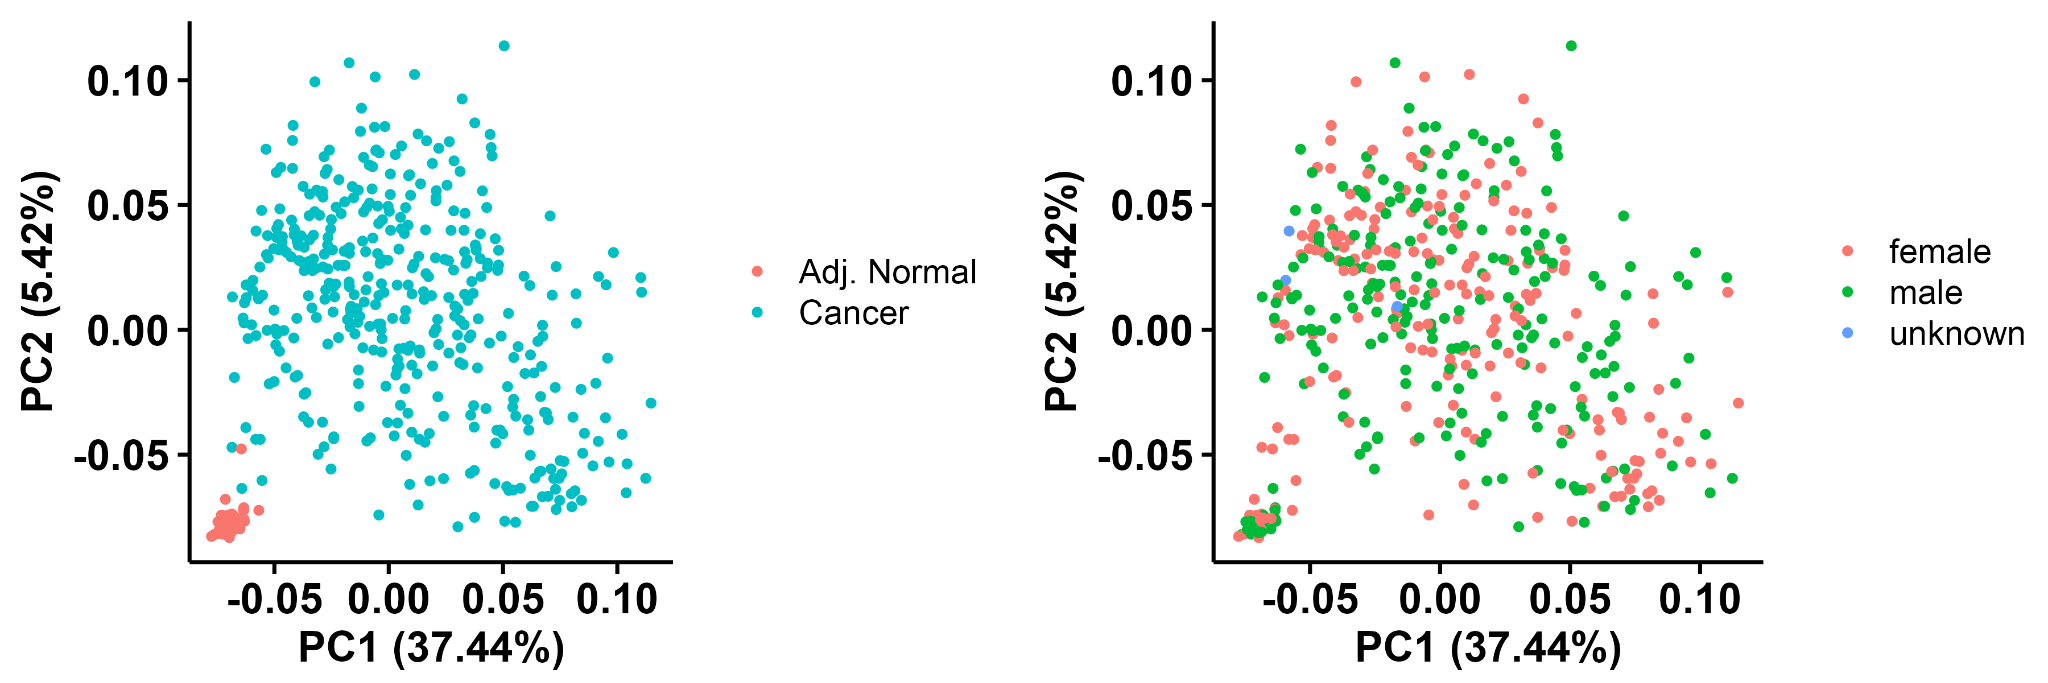 0.10
0.05
0.00
-0.05
PC2 (5.42%)
-0.05 0.00 0.05 0.10
PC1 (37.44%)
Adj. Normal
Cancer
0.10
0.05
0.00
-0.05
PC2 (5.42%)
-0.05 0.00 0.05 0.10
PC1 (37.44%)
female
male
unknown